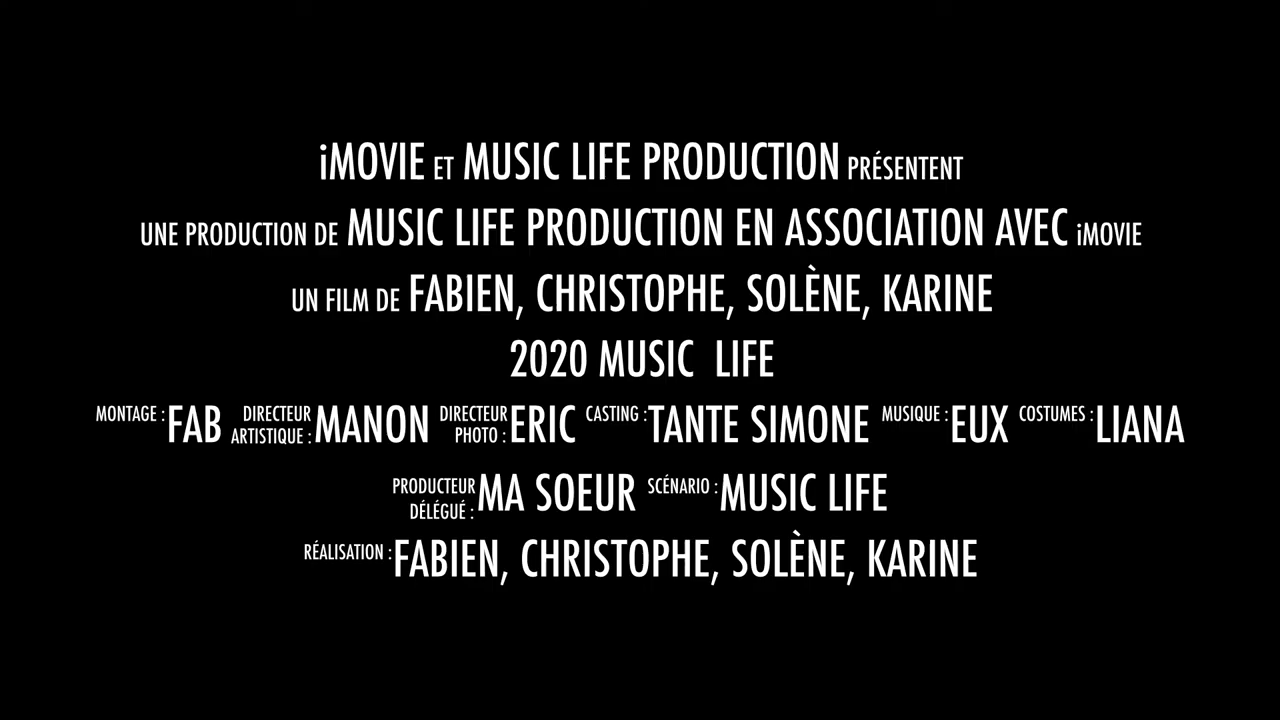 iMOVIE ET MUSIC LIFE PRODUCTION PRÉSENTENT
UNE PRODUCTION DE MUSIC LIFE PRODUCTION EN ASSOCIATION AVEC iMOVIE
UN FILM DE FABIEN, CHRISTOPHE, SOLÈNE, KARINE
2020 MUSIC LIFE
MONTAGE : FAB DIRECTEUR ARTISTIQUE : MANON DIRECTEUR PHOTO : ERIC CASTING : TANTE SIMONE MUSIQUE : EUX COSTUMES : LIANA
PRODUCTEUR DÉLÉGUÉ : MA SOEUR SCÉNARIO : MUSIC LIFE
RÉALISATION : FABIEN, CHRISTOPHE, SOLÈNE, KARINE